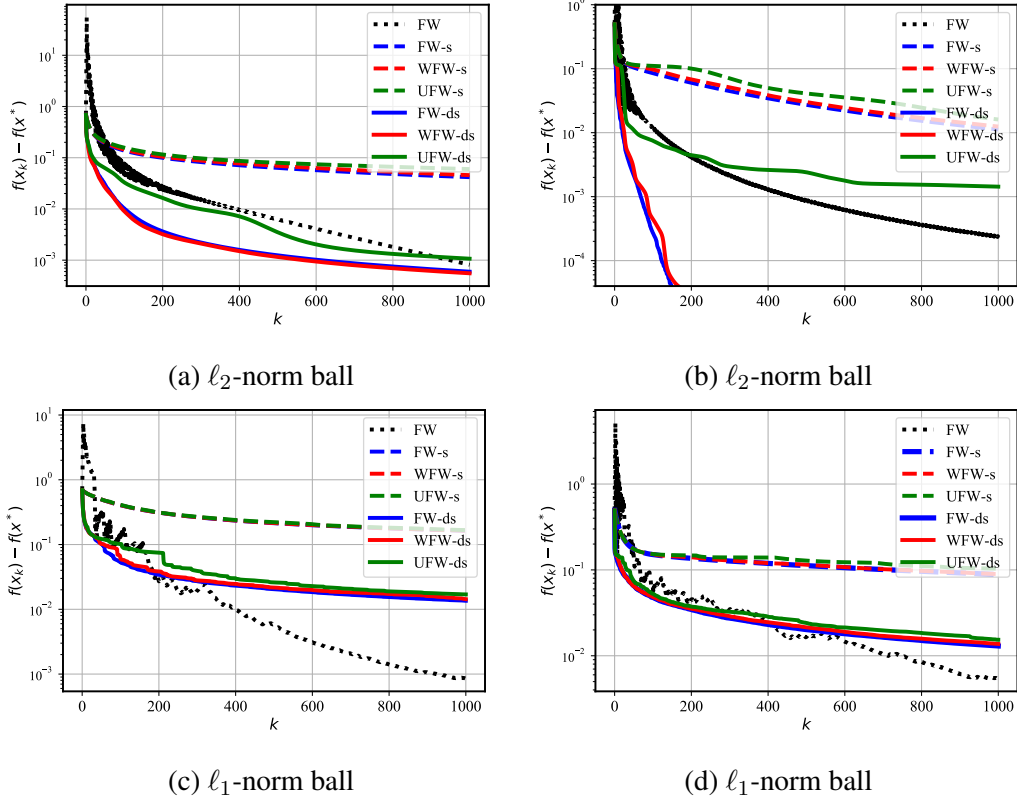 f(x_k) − f(x^*)
10^1
10^0
10^{-1}
10^{-2}
10^{-3}
0 200 400 600 800 1000
k
FW
FW-s
WFW-s
UFW-s
FW-ds
WFW-ds
UFW-ds
(a) ℓ_2-norm ball
f(x_k) − f(x^*)
10^0
10^{-1}
10^{-2}
10^{-3}
10^{-4}
0 200 400 600 800 1000
k
FW
FW-s
WFW-s
UFW-s
FW-ds
WFW-ds
UFW-ds
(b) ℓ_2-norm ball
f(x_k) − f(x^*)
10^1
10^0
10^{-1}
10^{-2}
10^{-3}
0 200 400 600 800 1000
k
FW
FW-s
WFW-s
UFW-s
FW-ds
WFW-ds
UFW-ds
(c) ℓ_1-norm ball
f(x_k) − f(x^*)
10^0
10^{-1}
10^{-2}
0 200 400 600 800 1000
k
FW
FW-s
WFW-s
UFW-s
FW-ds
WFW-ds
UFW-ds
(d) ℓ_1-norm ball